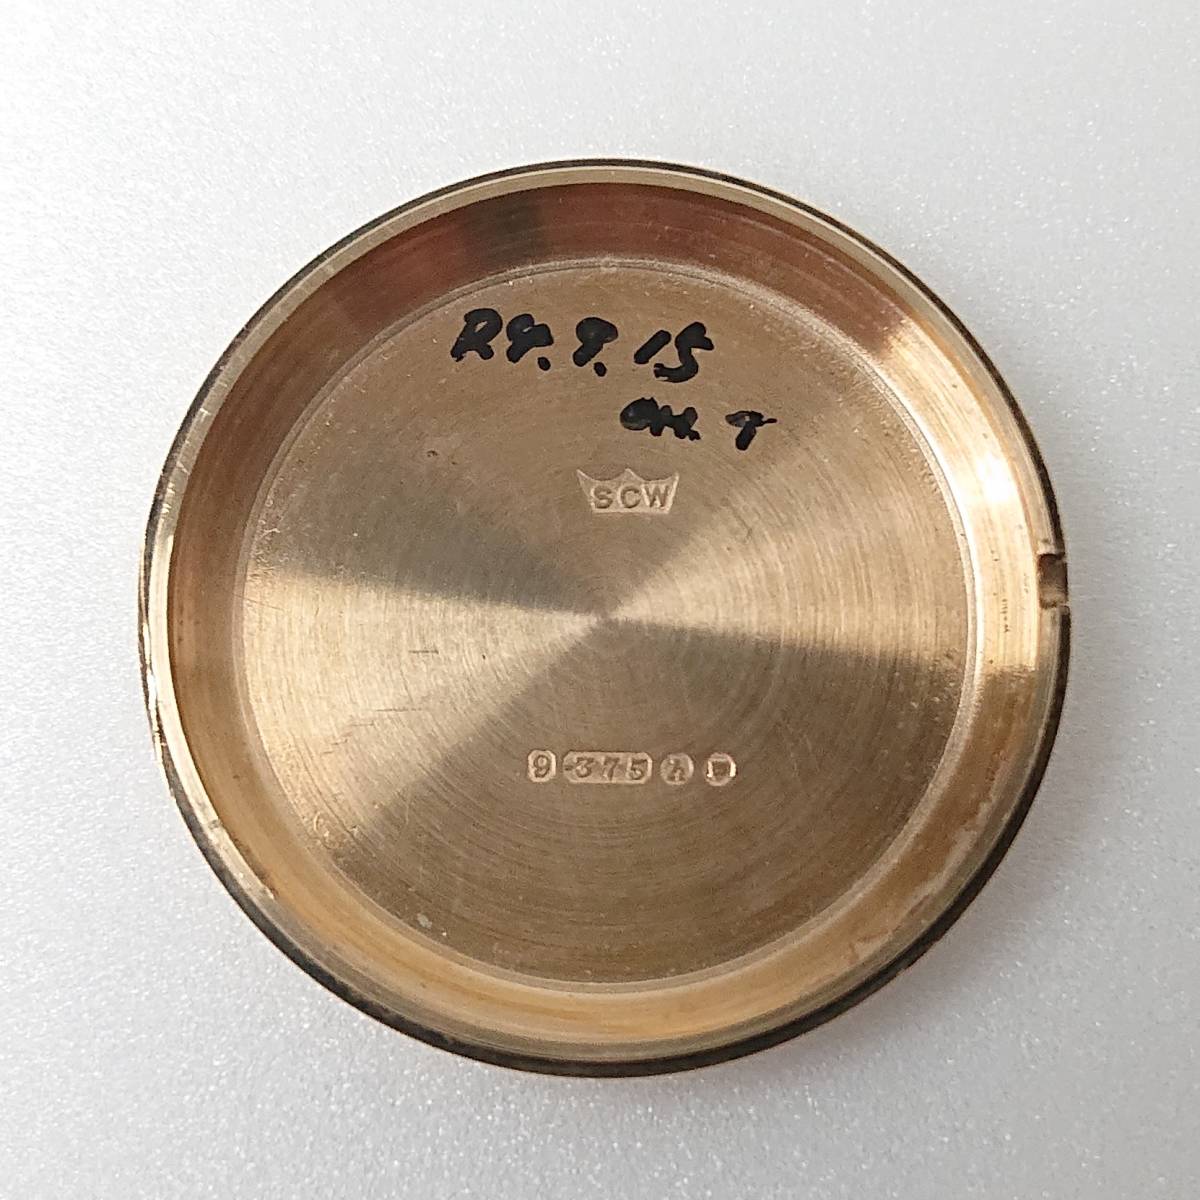 R4.9.15
OH. T
SCW
9 .375 h